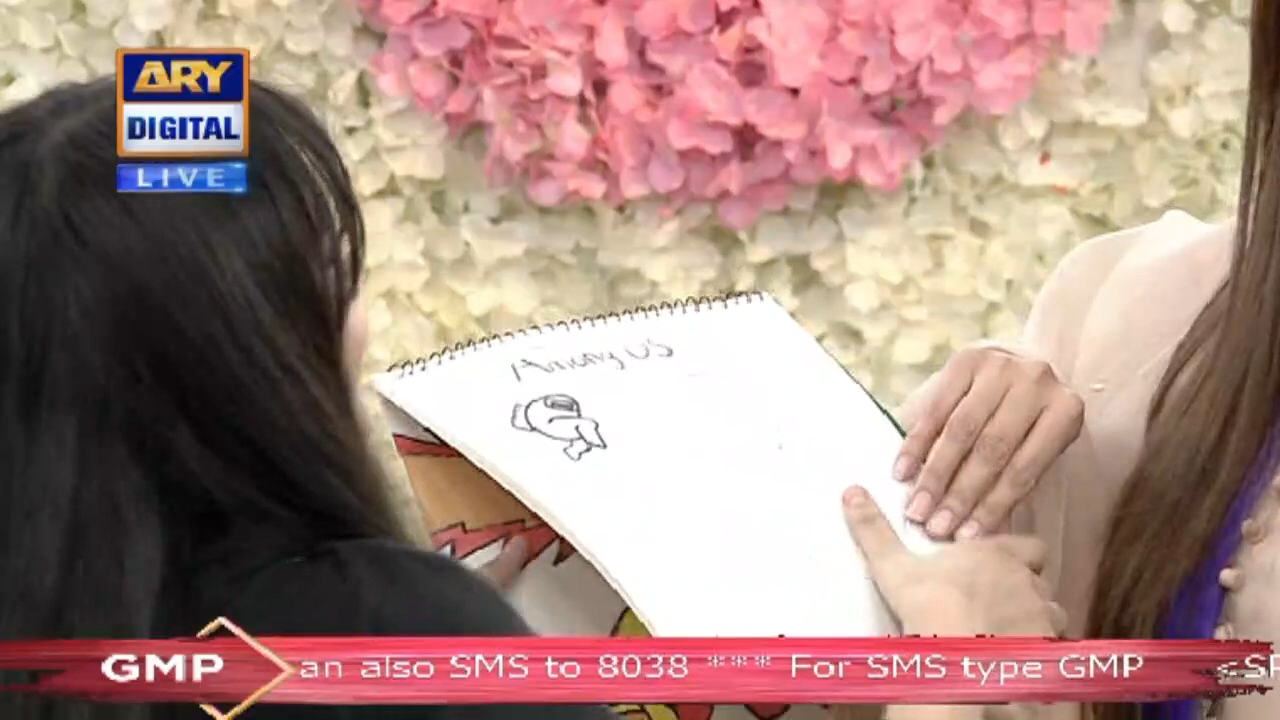 ARY
DIGITAL
LIVE
Among US
GMP
an also SMS to 8038 *** For SMS type GMP